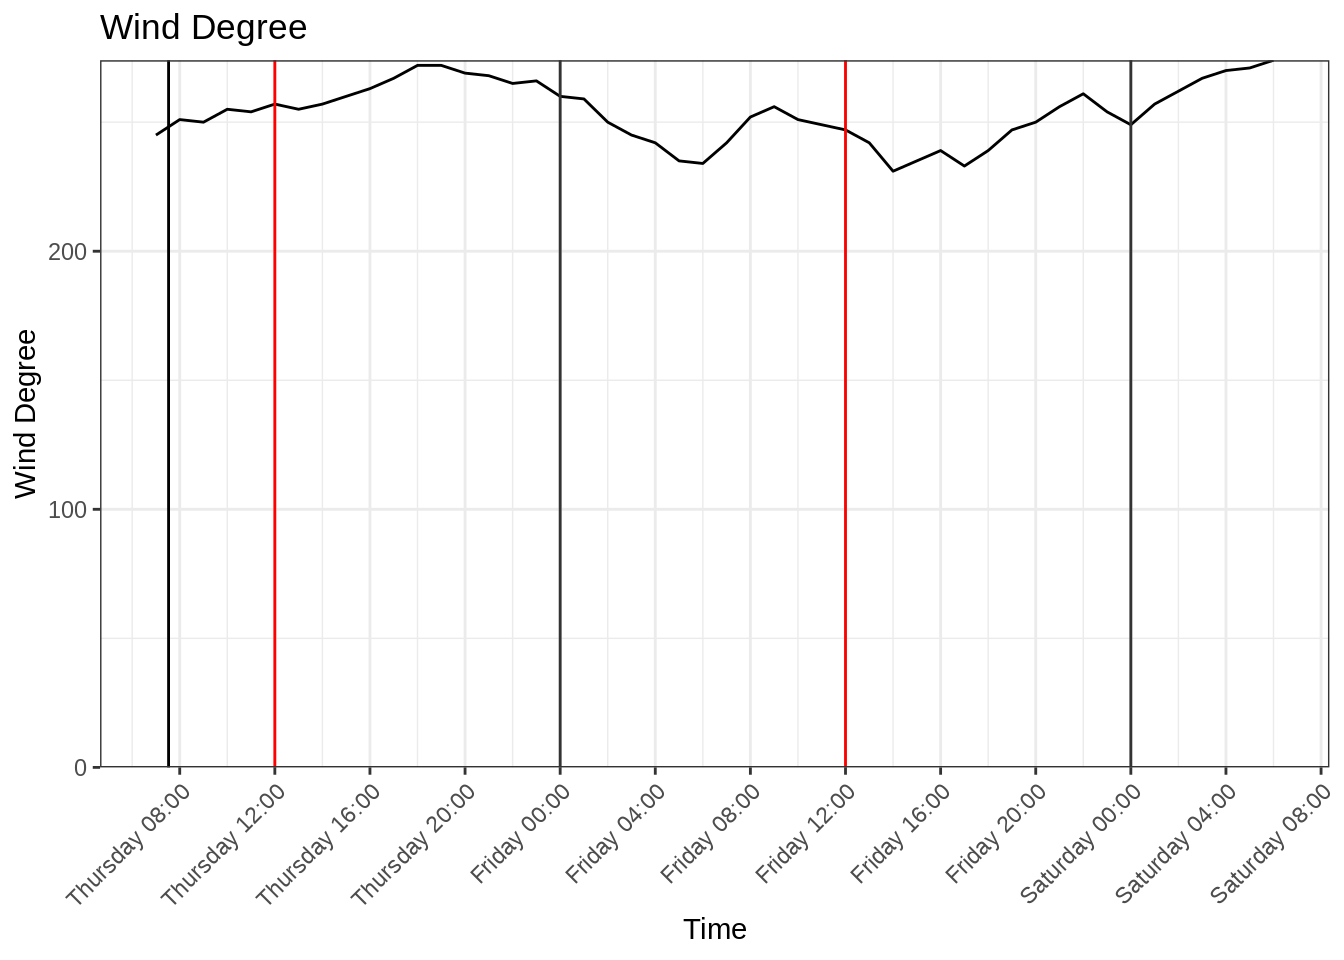 Wind Degree
Wind Degree
200
100
0
Thursday 08:00
Thursday 12:00
Thursday 16:00
Thursday 20:00
Friday 00:00
Friday 04:00
Friday 08:00
Friday 12:00
Friday 16:00
Friday 20:00
Saturday 00:00
Saturday 04:00
Saturday 08:00
Time